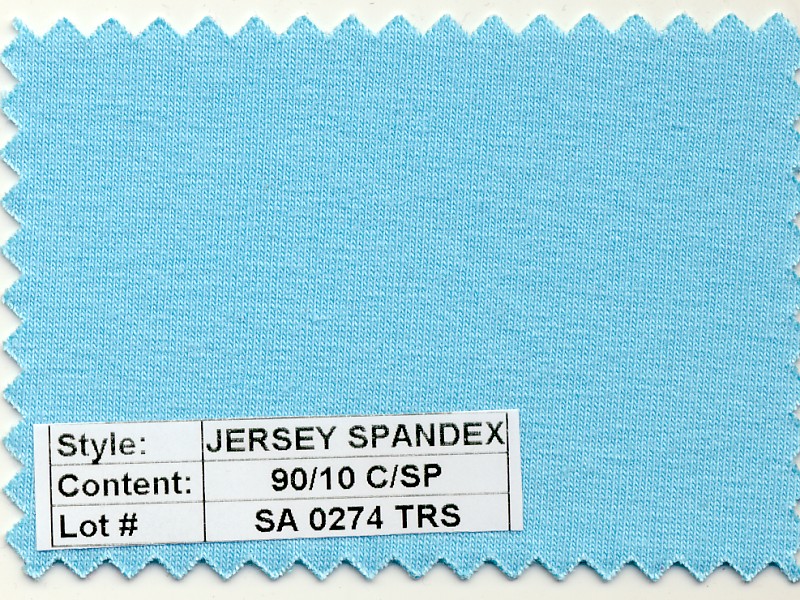 Style: JERSEY SPANDEX
Content: 90/10 C/SP
Lot # SA 0274 TRS